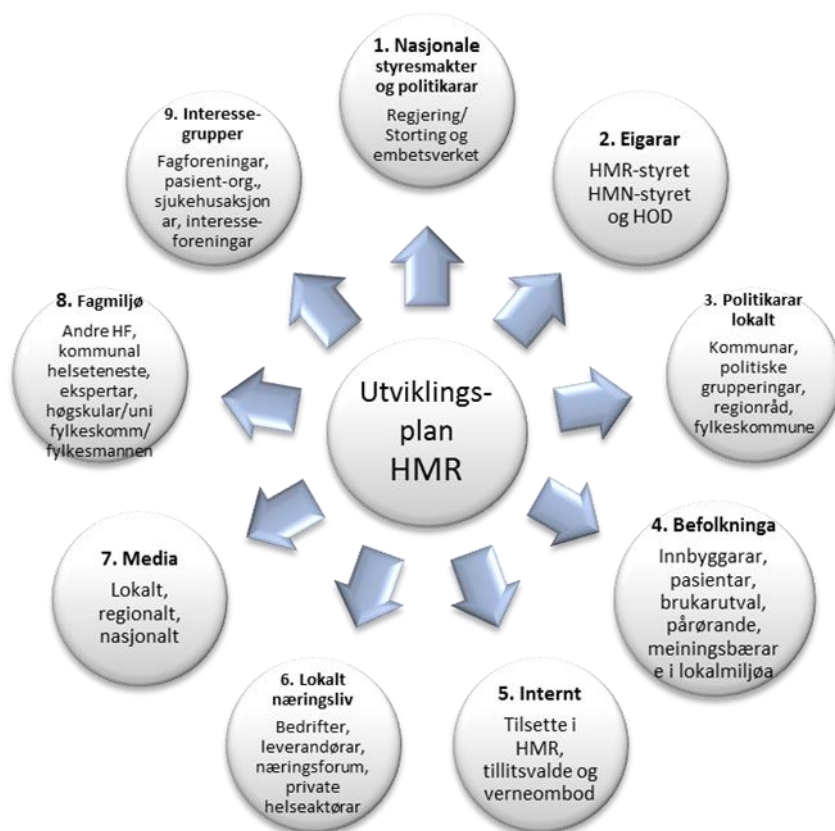 1. Nasjonale
styresmakter
og politikarar
Regjering/
Storting og
embetsverket
2. Eigarar
HMR-styret
HMN-styret
og HOD
3. Politikarar
lokalt
Kommunar,
politiske
grupperingar,
regionråd,
fylkeskommune
4. Befolkninga
Innbyggarar,
pasientar,
brukarutval,
pårørande,
meiningsbærar
e i lokalmiljøa
5. Internt
Tilsette i
HMR,
tillitsvalde og
verneombod
6. Lokalt
næringsliv
Bedrifter,
leverandørar,
næringsforum,
private
helseaktørar
7. Media
Lokalt,
regionalt,
nasjonalt
8. Fagmiljø
Andre HF,
kommunal
helseteneste,
ekspertar,
høgskular/uni
fylkeskomm/
fylkesmannen
9. Interesse-
grupper
Fagforeningar,
pasient-org.,
sjukehusaksjon
ar, interesse-
foreningar
Utviklings-
plan
HMR